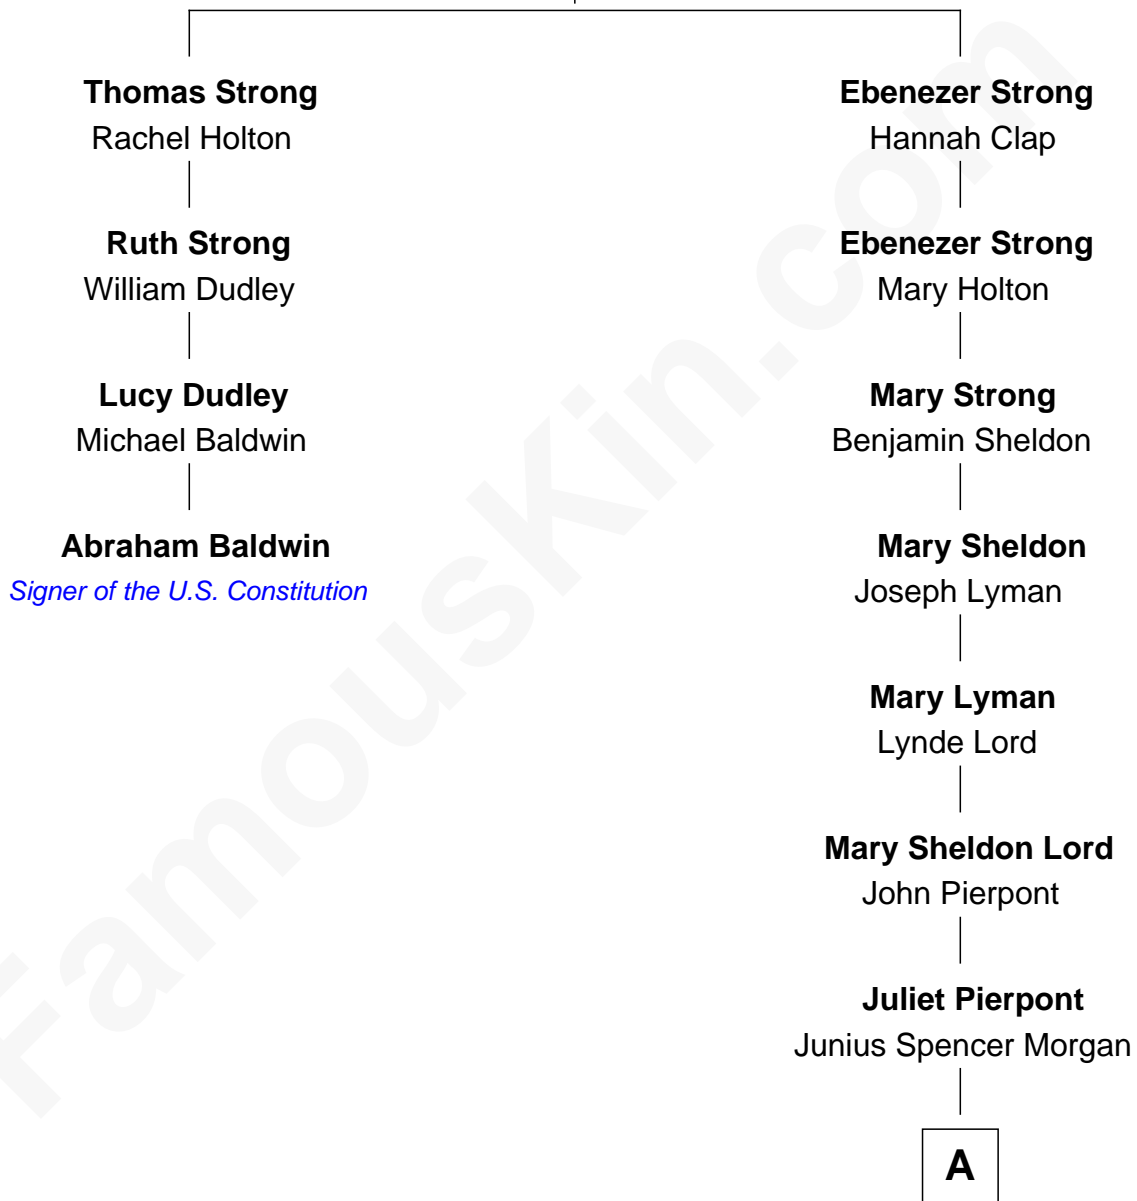 Thomas Strong
Rachel Holton
Ruth Strong
William Dudley
Lucy Dudley
Michael Baldwin
Abraham Baldwin
Signer of the U.S. Constitution
Ebenezer Strong
Hannah Clap
Ebenezer Strong
Mary Holton
Mary Strong
Benjamin Sheldon
Mary Sheldon
Joseph Lyman
Mary Lyman
Lynde Lord
Mary Sheldon Lord
John Pierpont
Juliet Pierpont
Junius Spencer Morgan
A
FamousKin.com